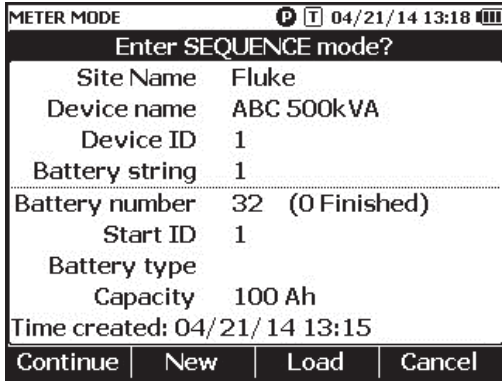 METER MODE P T 04/21/14 13:18
Enter SEQUENCE mode?
Site Name Fluke
Device name ABC 500kVA
Device ID 1
Battery string 1
Battery number 32 (0 Finished)
Start ID 1
Battery type
Capacity 100 Ah
Time created: 04/21/14 13:15
Continue New Load Cancel